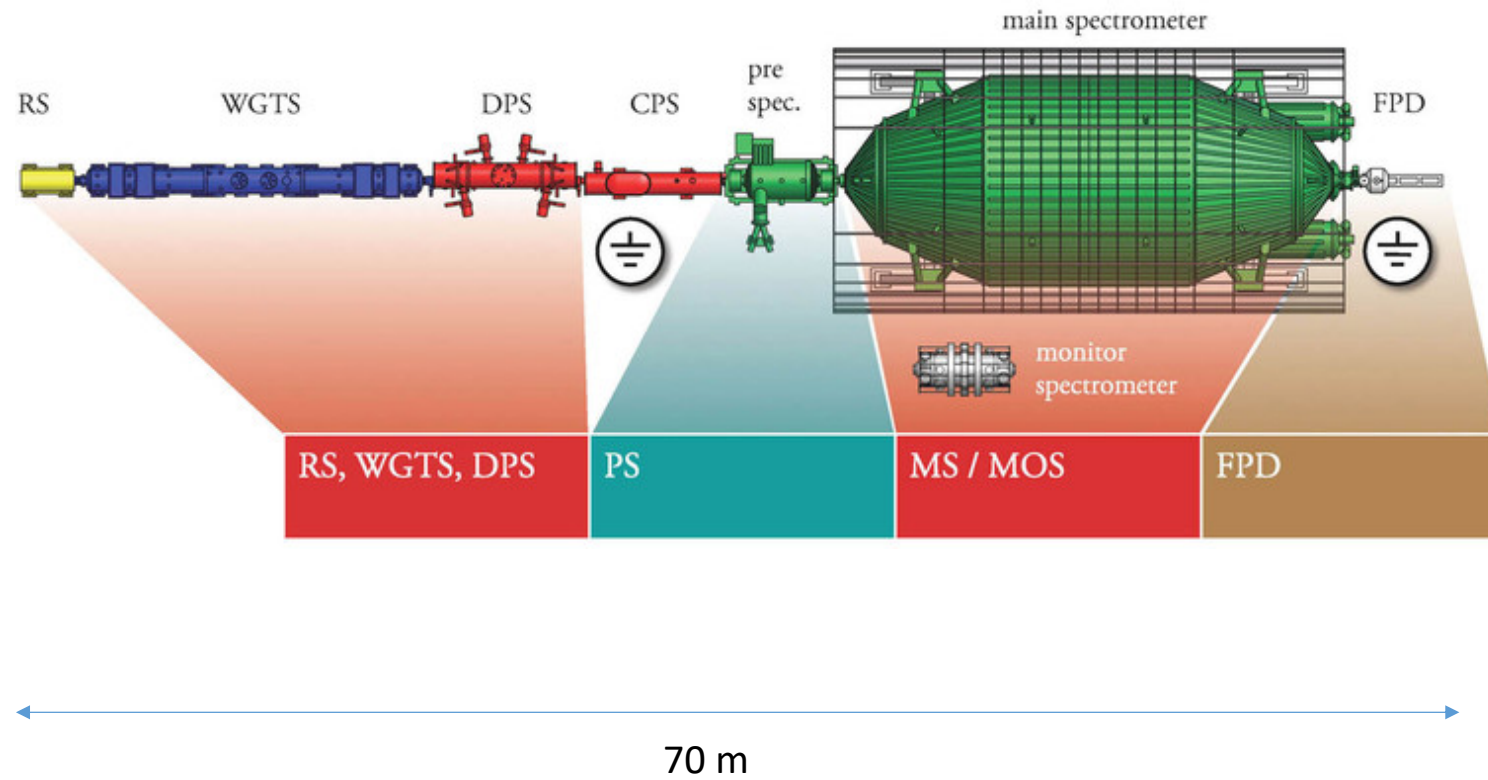 main spectrometer
pre
spec.
RS
WGTS
DPS
CPS
FPD
monitor
spectrometer
RS, WGTS, DPS
PS
MS / MOS
FPD
70 m